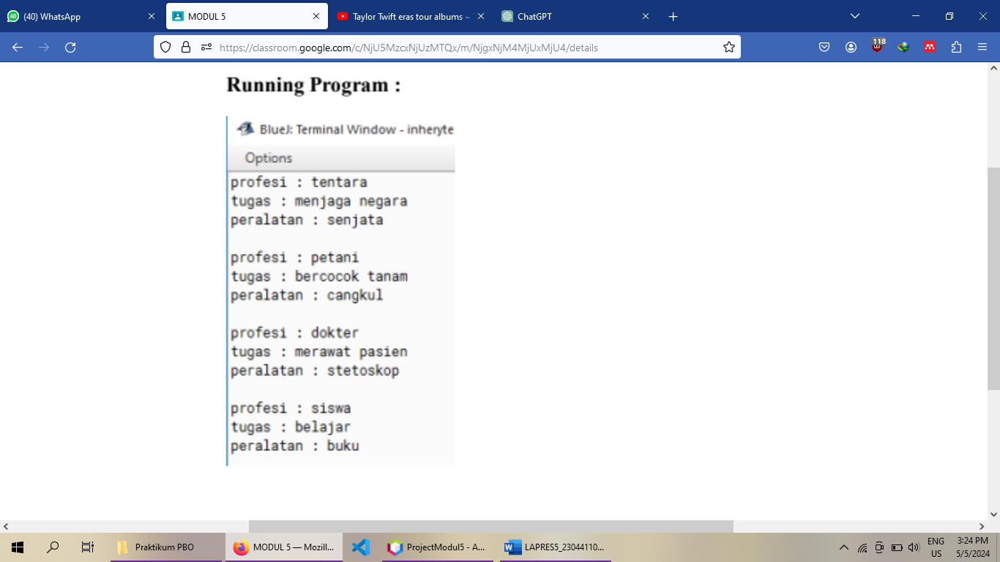 (40) WhatsApp
MODUL 5
Taylor Twift eras tour albums ~
ChatGPT
https://classroom.google.com/c/NjU5MzcxNjUzMTQx/m/NjgxNjM4MjUxMjU4/details
118
Running Program :
BlueJ: Terminal Window - inheryte
Options
profesi : tentara
tugas : menjaga negara
peralatan : senjata
profesi : petani
tugas : bercocok tanam
peralatan : cangkul
profesi : dokter
tugas : merawat pasien
peralatan : stetoskop
profesi : siswa
tugas : belajar
peralatan : buku
Praktikum PBO
MODUL 5 — Mozill...
ProjectModul5 - A...
LAPRES5_23044110...
ENG
US
3:24 PM
5/5/2024